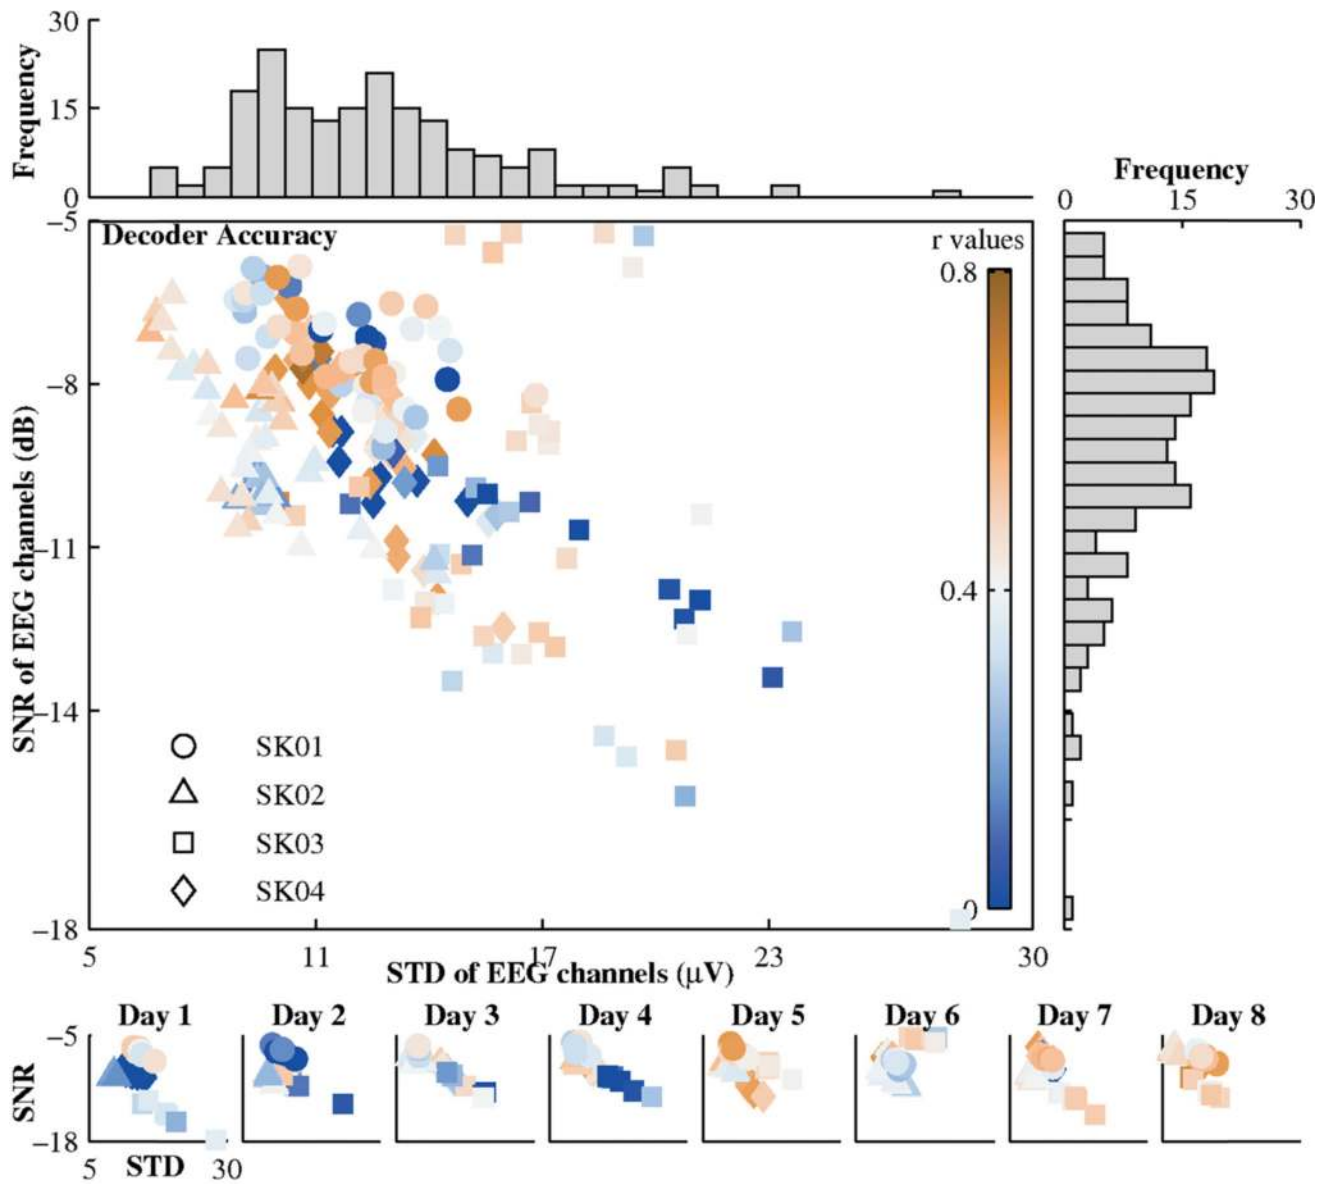 30
15
0
Frequency
Frequency
0 15 30
Decoder Accuracy
r values
0.8
0.4
0
−5
−8
−11
−14
−18
SNR of EEG channels (dB)
SK01
SK02
SK03
SK04
5 11 17 23 30
STD of EEG channels (μV)
Day 1 Day 2 Day 3 Day 4 Day 5 Day 6 Day 7 Day 8
−5
SNR
−18
5 STD 30